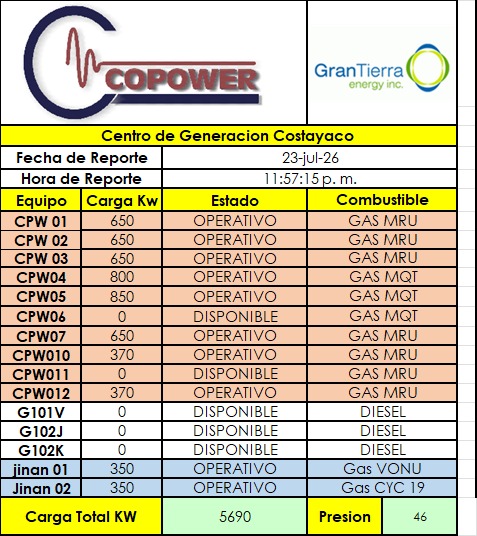 COPOWER
GranTierra
energy inc.
Centro de Generacion Costayaco
Fecha de Reporte 23-jul-26
Hora de Reporte 11:57:15 p. m.
Equipo Carga Kw Estado Combustible
CPW 01 650 OPERATIVO GAS MRU
CPW 02 650 OPERATIVO GAS MRU
CPW 03 650 OPERATIVO GAS MRU
CPW04 800 OPERATIVO GAS MQT
CPW05 850 OPERATIVO GAS MQT
CPW06 0 DISPONIBLE GAS MQT
CPW07 650 OPERATIVO GAS MRU
CPW010 370 OPERATIVO GAS MRU
CPW011 0 DISPONIBLE GAS MRU
CPW012 370 OPERATIVO GAS MRU
G101V 0 DISPONIBLE DIESEL
G102J 0 DISPONIBLE DIESEL
G102K 0 DISPONIBLE DIESEL
jinan 01 350 OPERATIVO Gas VONU
Jinan 02 350 OPERATIVO Gas CYC 19
Carga Total KW 5690 Presion 46